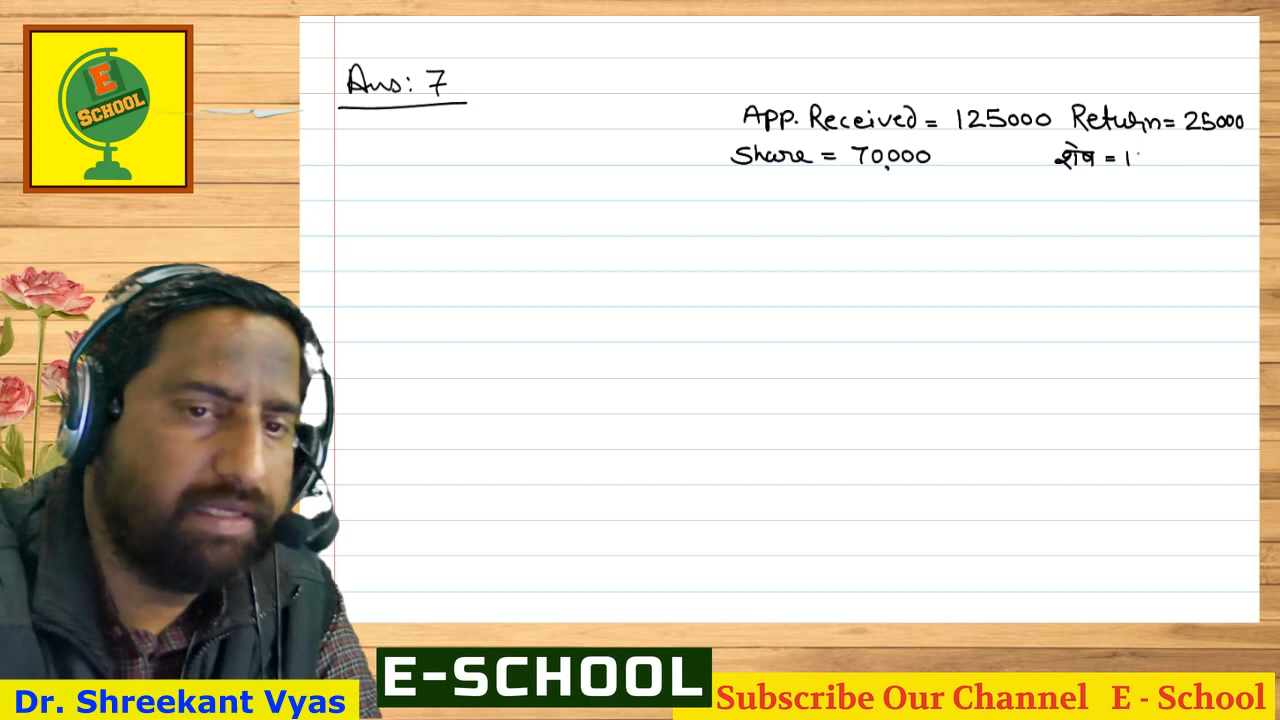 E
SCHOOL
Ans: 7
App. Received = 125000 Return = 25000
Share = 70,000 शेष = 1
E-SCHOOL
Dr. Shreekant Vyas
Subscribe Our Channel E - School